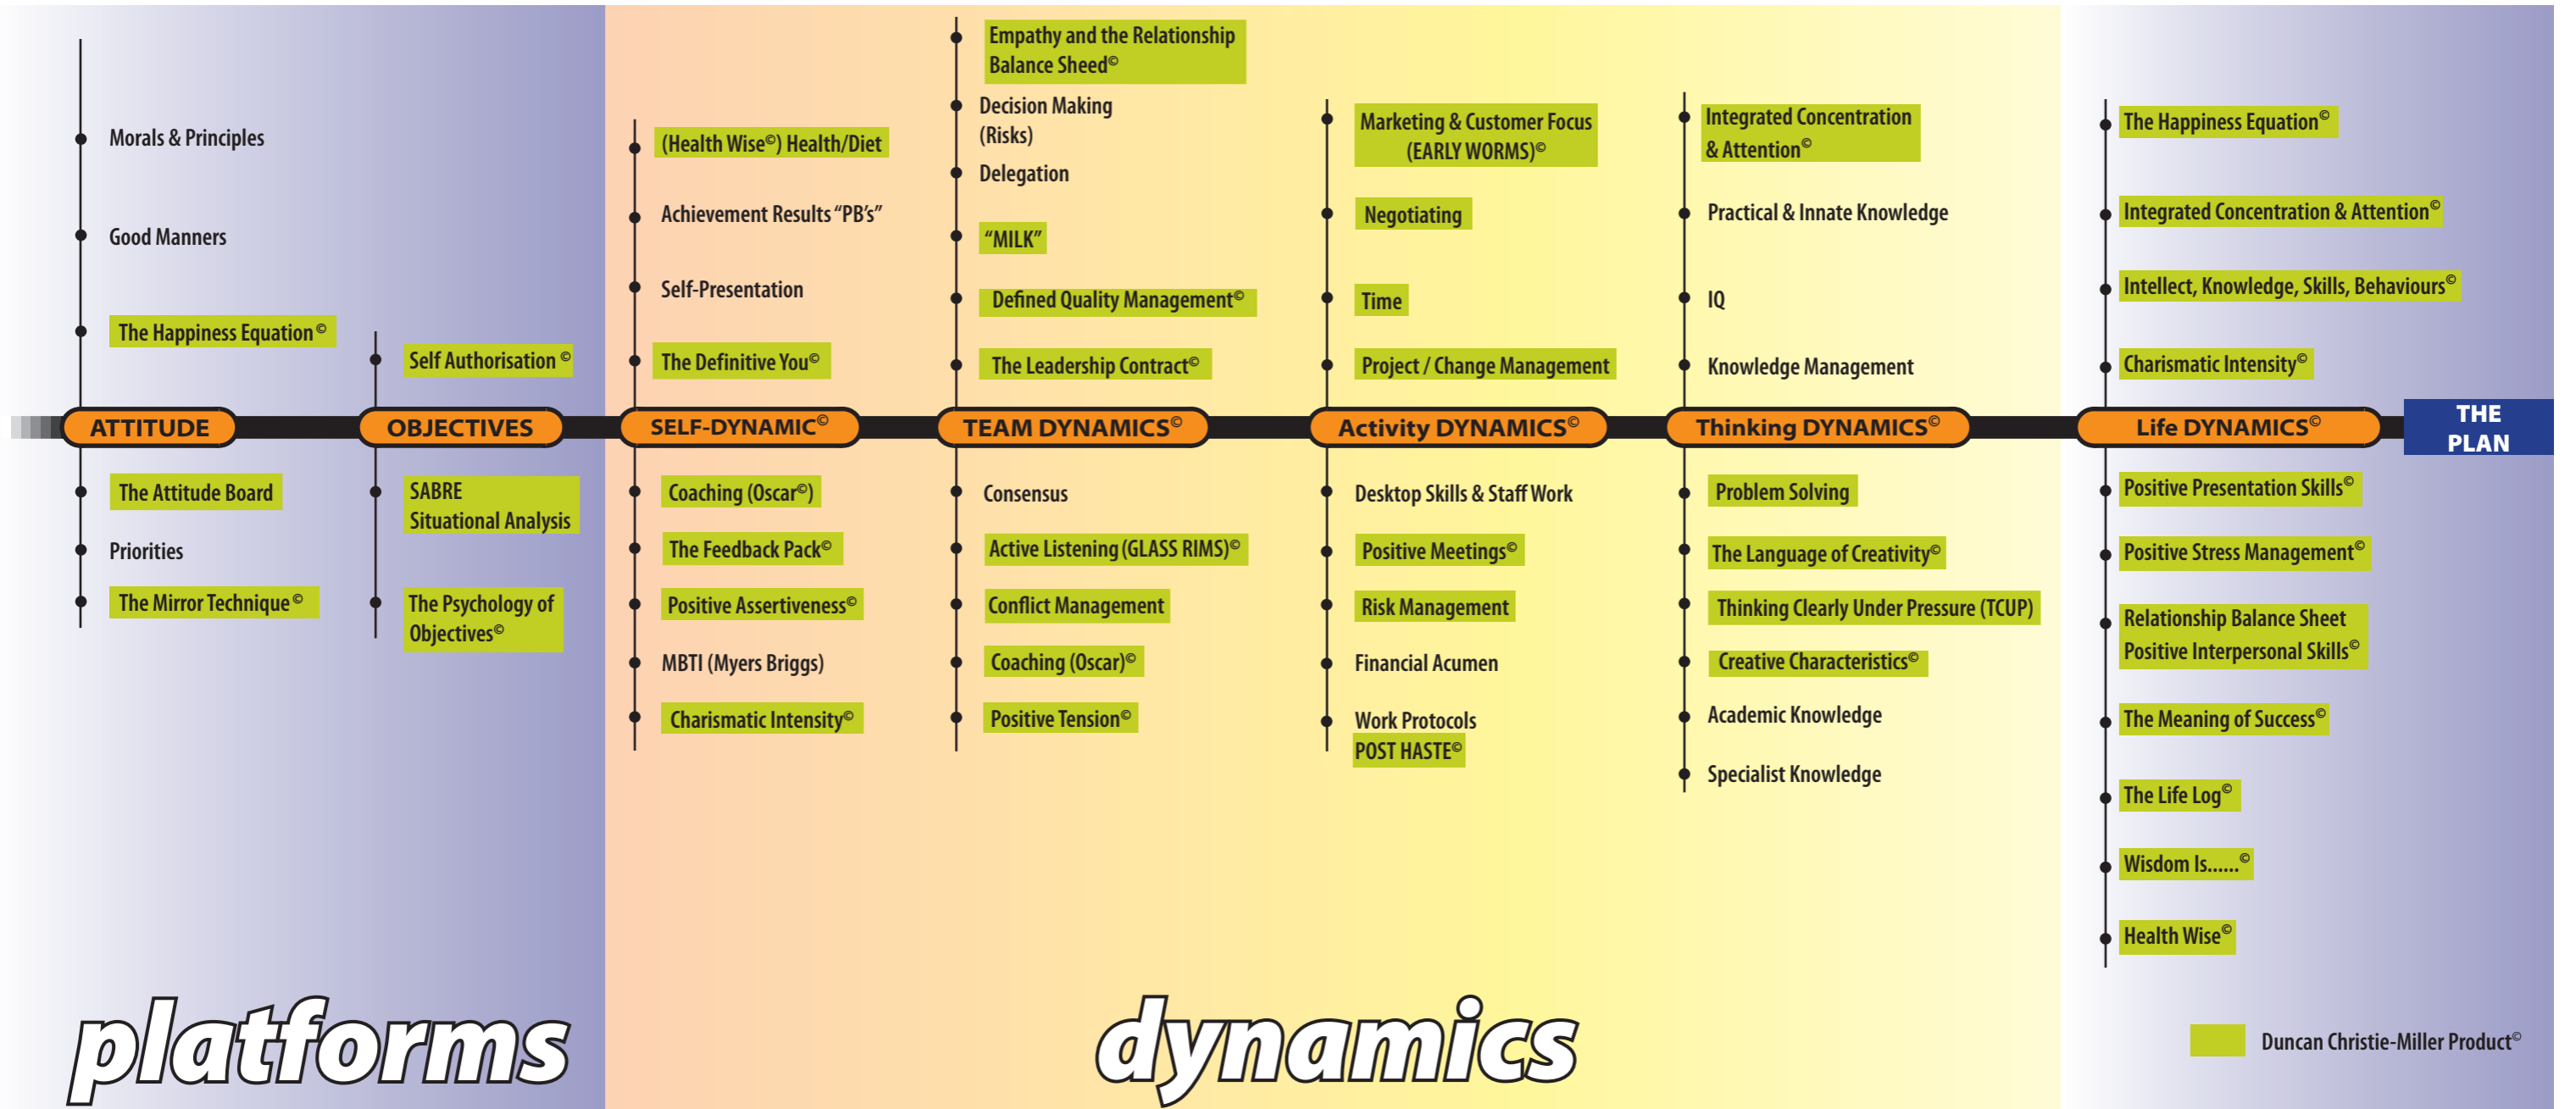 Morals & Principles
Good Manners
The Happiness Equation©
ATTITUDE
The Attitude Board
Priorities
The Mirror Technique©
Self Authorisation ©
OBJECTIVES
SABRE
Situational Analysis
The Psychology of
Objectives©
platforms
(Health Wise©) Health/Diet
Achievement Results “PB’s”
Self-Presentation
The Definitive You©
SELF-DYNAMIC©
Coaching (Oscar©)
The Feedback Pack©
Positive Assertiveness©
MBTI (Myers Briggs)
Charismatic Intensity©
Empathy and the Relationship
Balance Sheed©
Decision Making
(Risks)
Delegation
“MILK”
Defined Quality Management©
The Leadership Contract©
TEAM DYNAMICS©
Consensus
Active Listening (GLASS RIMS)©
Conflict Management
Coaching (Oscar)©
Positive Tension©
Marketing & Customer Focus
(EARLY WORMS)©
Negotiating
Time
Project / Change Management
Activity DYNAMICS©
Desktop Skills & Staff Work
Positive Meetings©
Risk Management
Financial Acumen
Work Protocols
POST HASTE©
Integrated Concentration
& Attention©
Practical & Innate Knowledge
IQ
Knowledge Management
Thinking DYNAMICS©
Problem Solving
The Language of Creativity©
Thinking Clearly Under Pressure (TCUP)
Creative Characteristics©
Academic Knowledge
Specialist Knowledge
dynamics
The Happiness Equation©
Integrated Concentration & Attention©
Intellect, Knowledge, Skills, Behaviours©
Charismatic Intensity©
Life DYNAMICS©
THE
PLAN
Positive Presentation Skills©
Positive Stress Management©
Relationship Balance Sheet
Positive Interpersonal Skills©
The Meaning of Success©
The Life Log©
Wisdom Is......©
Health Wise©
Duncan Christie-Miller Product©